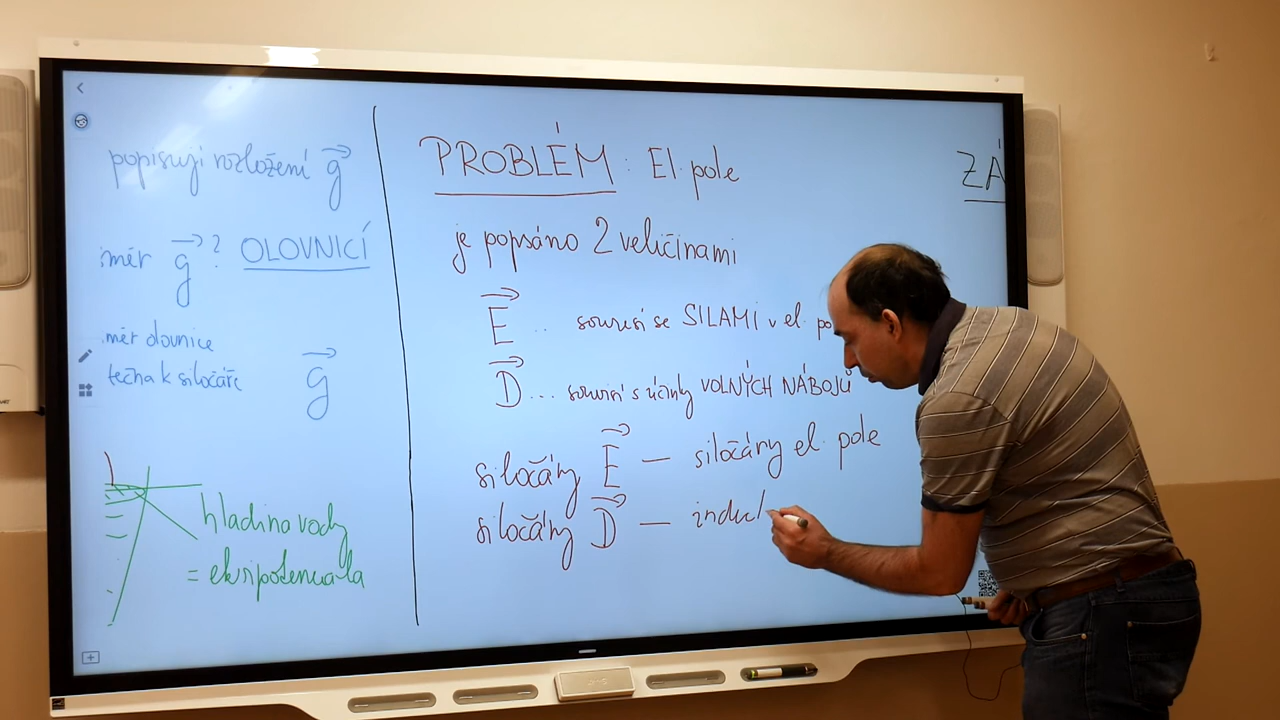 popisují rozložení g
směr g? OLOVNICÍ
směr olovnice
tečna k siločáře g
hladina vody
= ekvipotenciála
PROBLÉM: El. pole
je popsáno 2 veličinami
E .. souvisí se SILAMI v el. po
D ... souvisí s účinky VOLNÝCH NÁBOJŮ
siločáry E — siločáry el. pole
siločáry D — induk
ZÁ